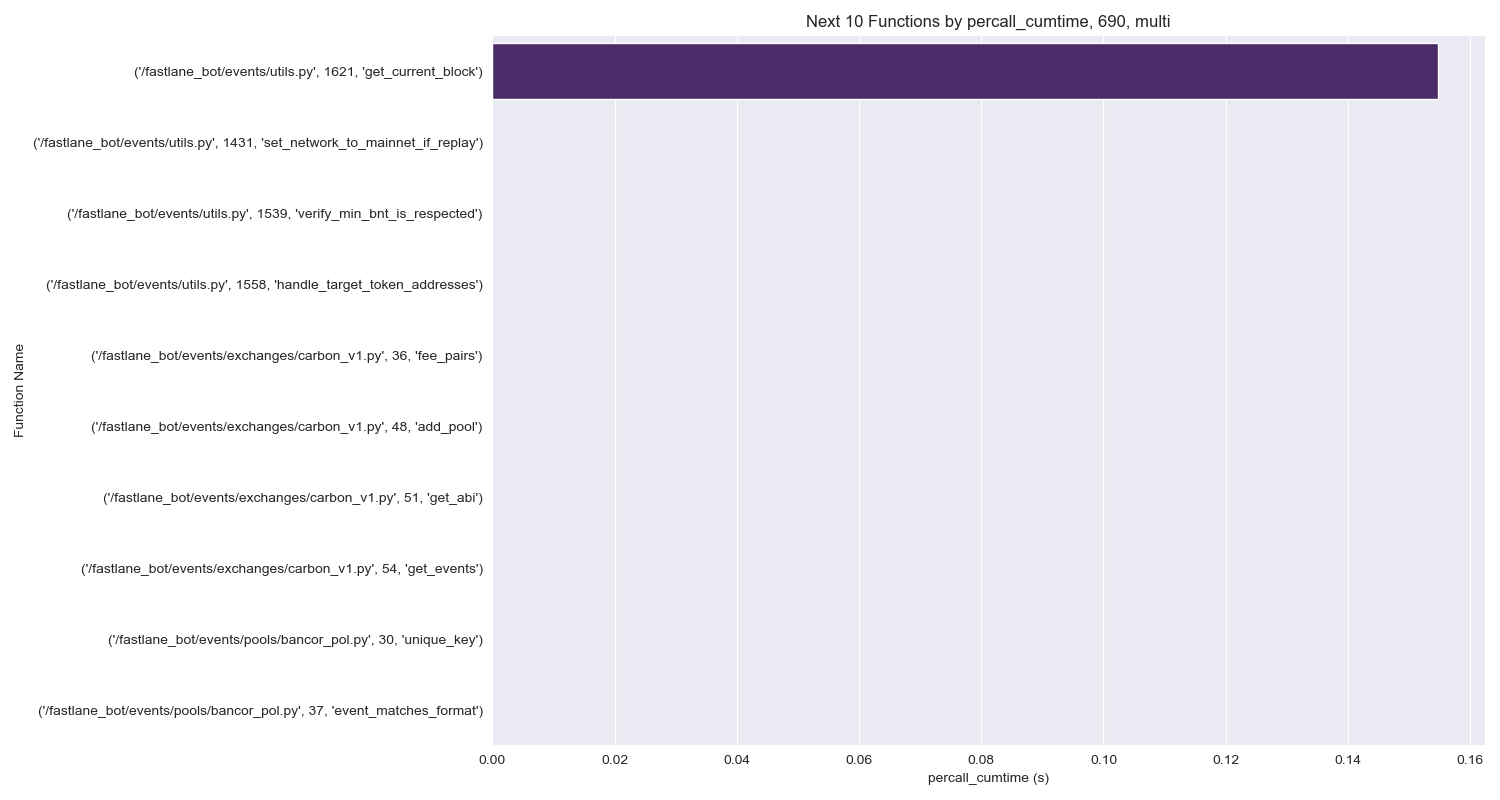 Next 10 Functions by percall_cumtime, 690, multi
('/fastlane_bot/events/utils.py', 1621, 'get_current_block')
('/fastlane_bot/events/utils.py', 1431, 'set_network_to_mainnet_if_replay')
('/fastlane_bot/events/utils.py', 1539, 'verify_min_bnt_is_respected')
('/fastlane_bot/events/utils.py', 1558, 'handle_target_token_addresses')
('/fastlane_bot/events/exchanges/carbon_v1.py', 36, 'fee_pairs')
('/fastlane_bot/events/exchanges/carbon_v1.py', 48, 'add_pool')
('/fastlane_bot/events/exchanges/carbon_v1.py', 51, 'get_abi')
('/fastlane_bot/events/exchanges/carbon_v1.py', 54, 'get_events')
('/fastlane_bot/events/pools/bancor_pol.py', 30, 'unique_key')
('/fastlane_bot/events/pools/bancor_pol.py', 37, 'event_matches_format')
Function Name
0.00 0.02 0.04 0.06 0.08 0.10 0.12 0.14 0.16
percall_cumtime (s)